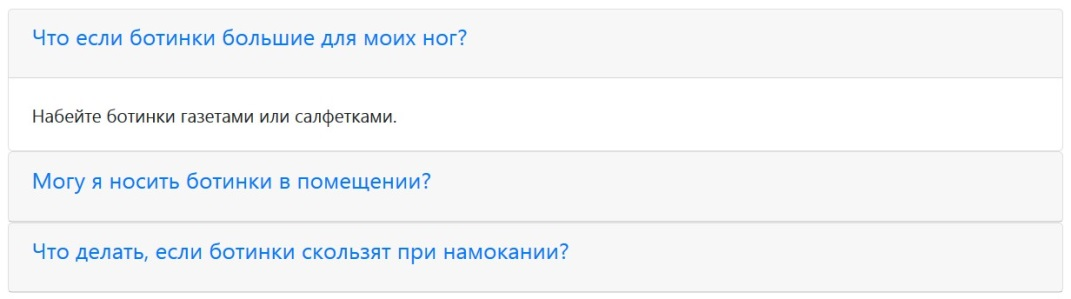 Что если ботинки большие для моих ног?
Набейте ботинки газетами или салфетками.
Могу я носить ботинки в помещении?
Что делать, если ботинки скользят при намокании?